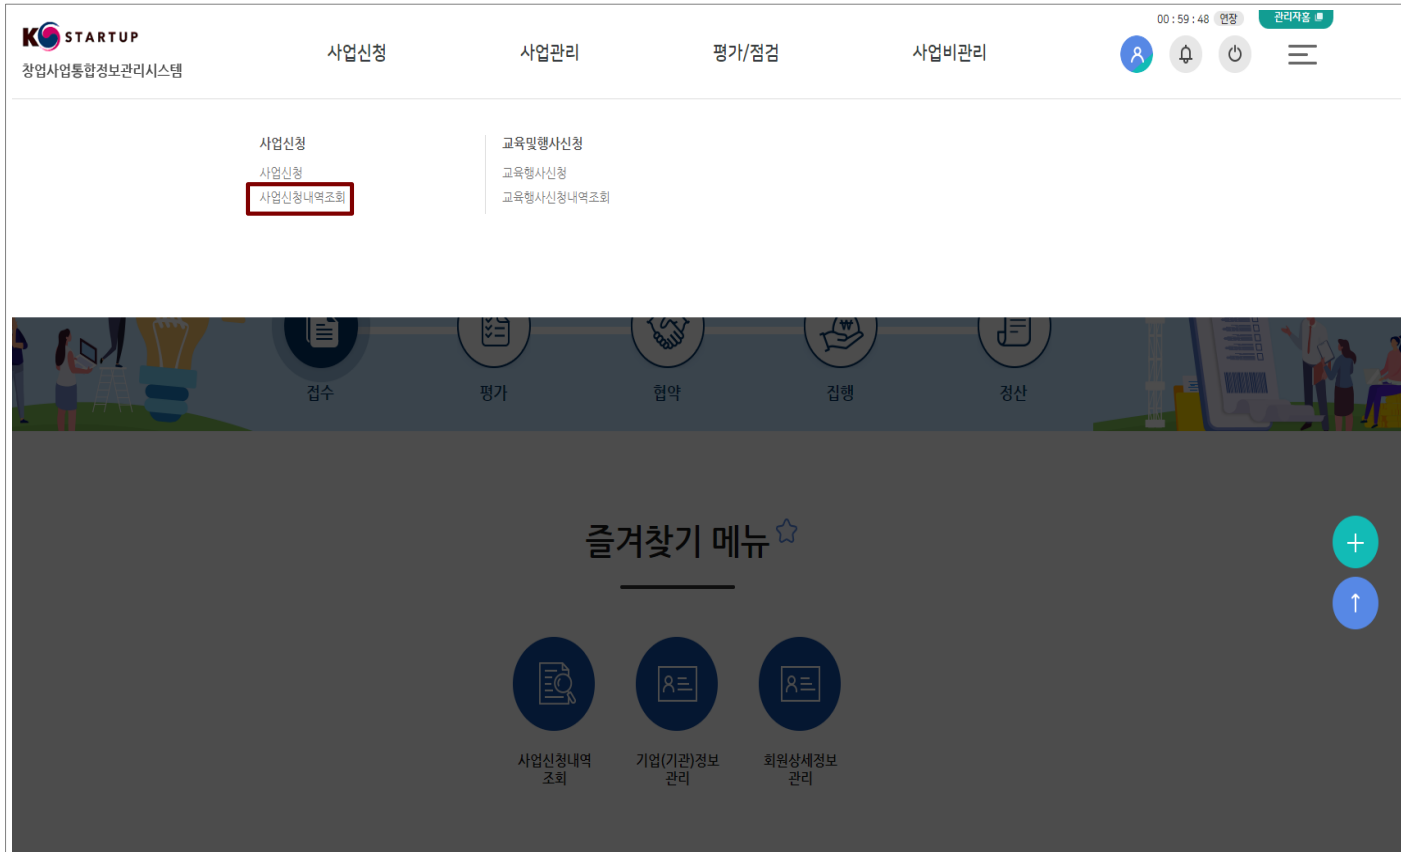 00 : 59 : 48 연장 관리자홈
K STARTUP
창업사업통합정보관리시스템
사업신청 사업관리 평가/점검 사업비관리
사업신청 교육및행사신청
사업신청 교육행사신청
사업신청내역조회 교육행사신청내역조회
접수 평가 협약 집행 정산
즐겨찾기 메뉴
사업신청내역 기업(기관)정보 회원상세정보
조회 관리 관리